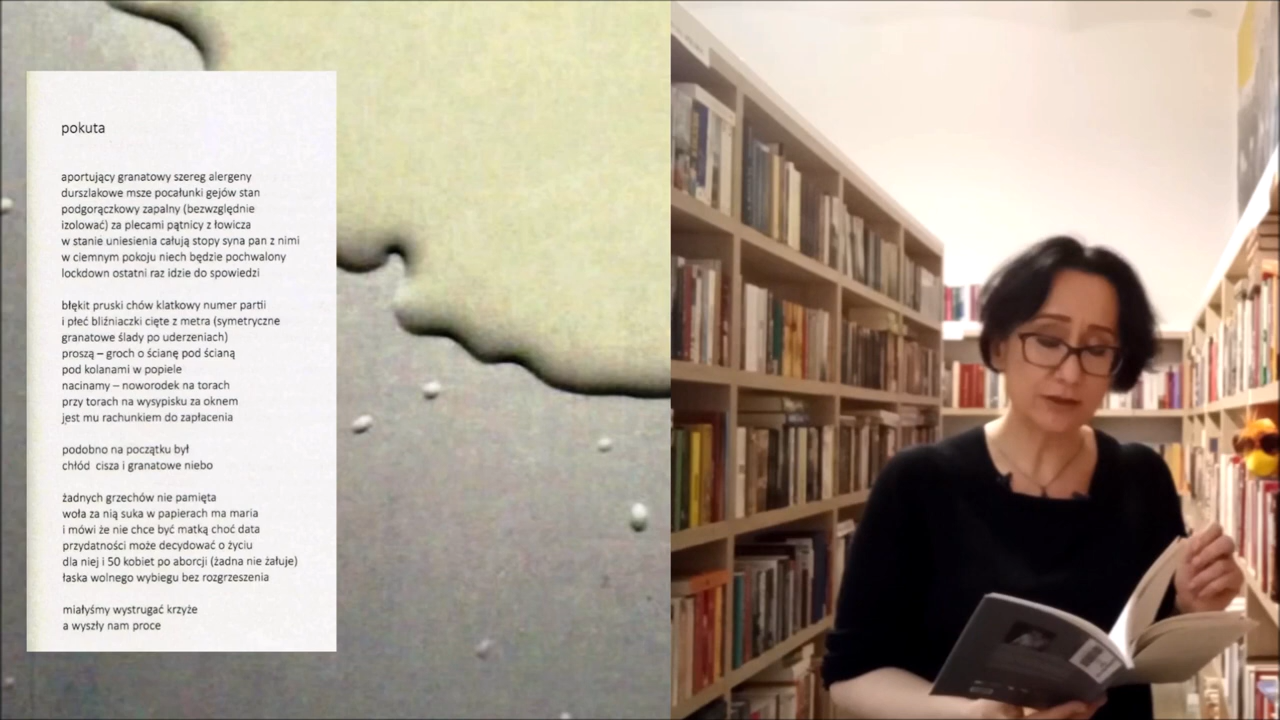 pokuta
aportujący granatowy szereg alergeny
durszlakowe msze pocałunki gejów stan
podgorączkowy zapalny (bezwzględnie
izolować) za plecami pątnicy z łowicza
w stanie uniesienia całują stopy syna pan z nimi
w ciemnym pokoju niech będzie pochwalony
lockdown ostatni raz idzie do spowiedzi
błękit pruski chów klatkowy numer partii
i płeć bliźniaczki cięte z metra (symetryczne
granatowe ślady po uderzeniach)
proszą – groch o ścianę pod ścianą
pod kolanami w popiele
nacinamy – noworodek na torach
przy torach na wysypisku za oknem
jest mu rachunkiem do zapłacenia
podobno na początku był
chłód cisza i granatowe niebo
żadnych grzechów nie pamięta
woła za nią suka w papierach ma maria
i mówi że nie chce być matką choć data
przydatności może decydować o życiu
dla niej i 50 kobiet po aborcji (żadna nie żałuje)
łaska wolnego wybiegu bez rozgrzeszenia
miałyśmy wystrugać krzyże
a wyszły nam proce